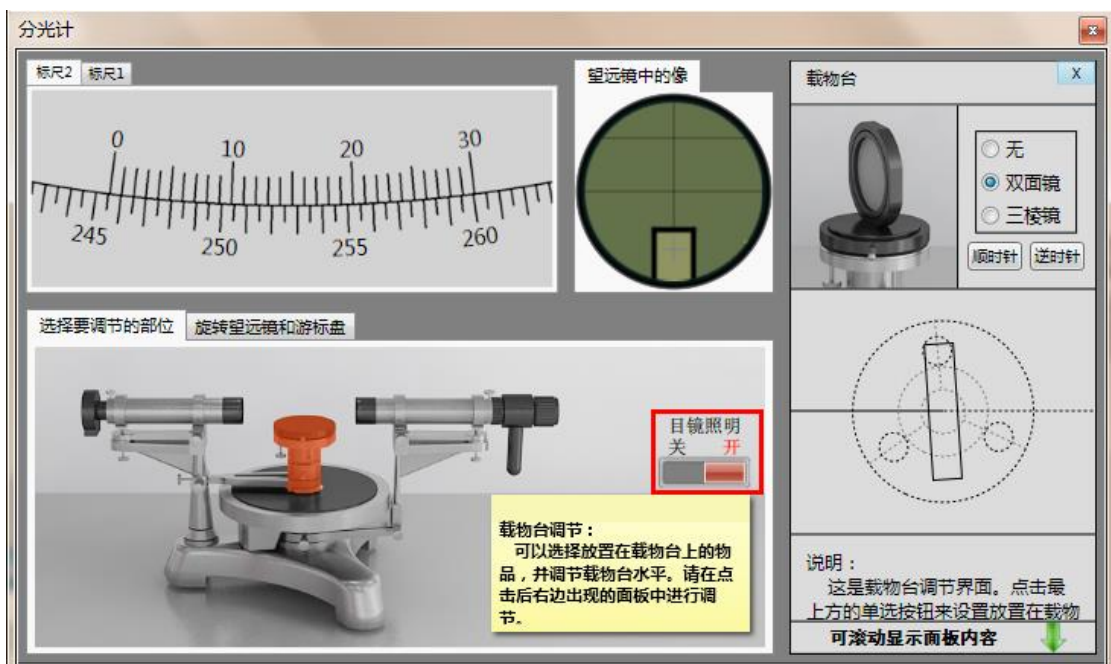 分光计
x
标尺2 标尺1
0 10 20 30
245 250 255 260
望远镜中的像
载物台
X
无
双面镜
三棱镜
顺时针 逆时针
选择要调节的部位 旋转望远镜和游标盘
目镜照明
关 开
载物台调节：
可以选择放置在载物台上的物
品，并调节载物台水平。请在点
击后右边出现的面板中进行调
节。
说明：
这是载物台调节界面。点击最
上方的单选按钮来设置放置在载物
可滚动显示面板内容